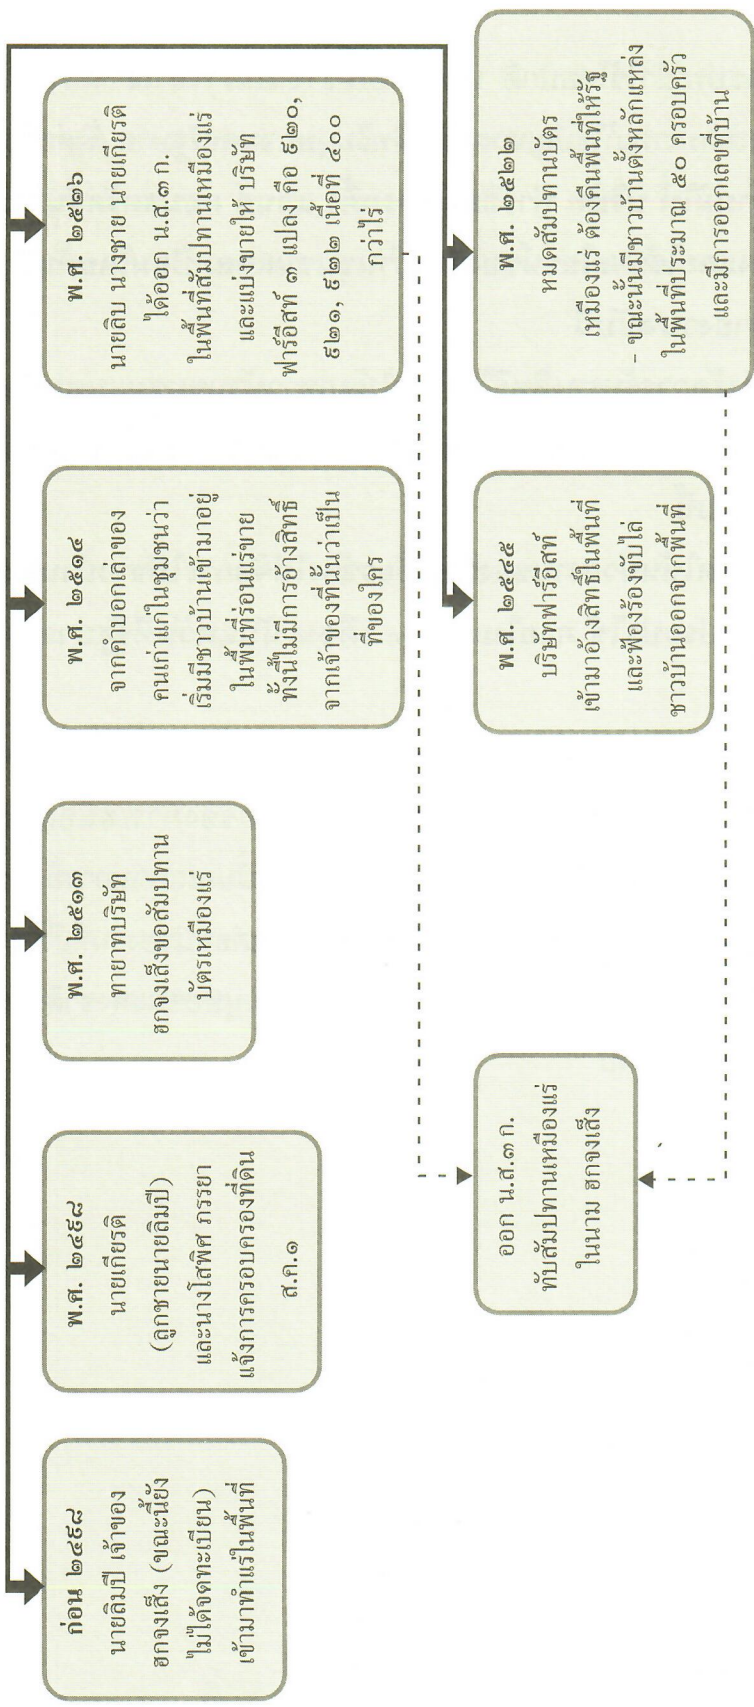 ก่อน ๒๔๙๘
นายลิมปี เจ้าของ
ฮกจงเส็ง (ขณะนี้ยัง
ไม่ได้จดทะเบียน)
เข้ามาทำแร่ในพื้นที่
พ.ศ. ๒๔๙๘
นายเกียรติ
(ลูกชายนายลิมปี)
และนางโสพิศ ภรรยา
แจ้งการครอบครองที่ดิน
ส.ค.๑
พ.ศ. ๒๕๑๓
ทายาทบริษัท
ฮกจงเส็งขอสัมปทาน
บัตรเหมืองแร่
พ.ศ. ๒๕๑๔
จากคำบอกเล่าของ
คนเก่าแก่ในชุมชนว่า
เริ่มมีชาวบ้านเข้ามาอยู่
ในพื้นที่ร่อนแร่ขาย
ทั้งนี้ไม่มีการอ้างสิทธิ์
จากเจ้าของที่นั้นว่าเป็น
ที่ของใคร
พ.ศ. ๒๕๒๖
นายลิบ นางชาย นายเกียรติ
ได้ออก น.ส.๓ ก.
ในพื้นที่สัมปทานเหมืองแร่
และแบ่งขายให้ บริษัท
ฟาร์อีสท์ ๓ แปลง คือ ๙๒๐,
๙๒๑, ๙๒๒ เนื้อที่ ๔๐๐
กว่าไร่
ออก น.ส.๓ ก.
ทับสัมปทานเหมืองแร่
ในนาม ฮกจงเส็ง
พ.ศ. ๒๕๔๕
บริษัทฟาร์อีสท์
เข้ามาอ้างสิทธิ์ในพื้นที่
และฟ้องร้องขับไล่
ชาวบ้านออกจากพื้นที่
พ.ศ. ๒๕๒๒
หมดสัมปทานบัตร
เหมืองแร่ ต้องคืนพื้นที่ให้รัฐ
- ขณะนั้นมีชาวบ้านตั้งหลักแหล่ง
ในพื้นที่ประมาณ ๕๐ ครอบครัว
และมีการออกเลขที่บ้าน